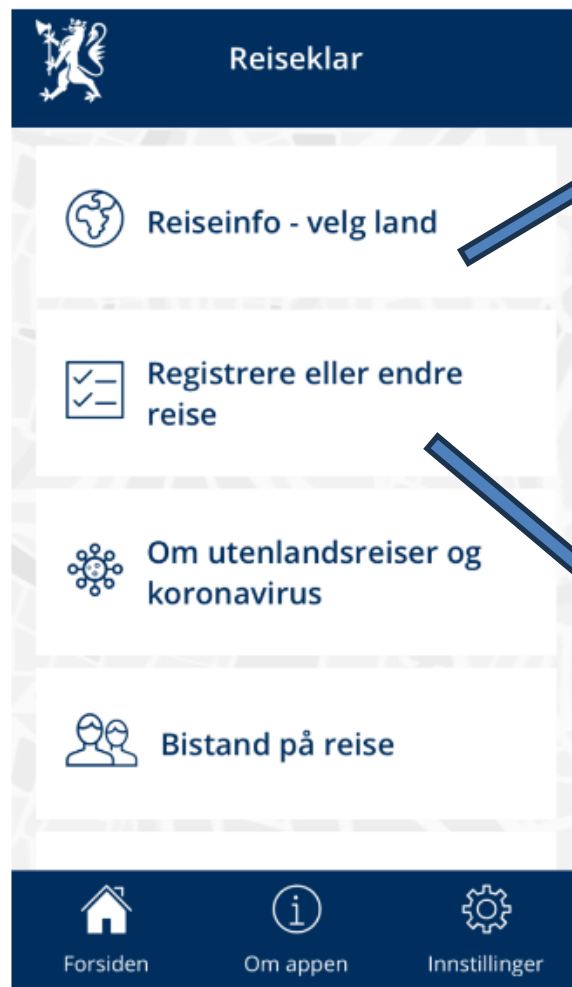 Reiseklar
Reiseinfo - velg land
Registrere eller endre
reise
Om utenlandsreiser og
koronavirus
Bistand på reise
Forsiden
Om appen
Innstillinger